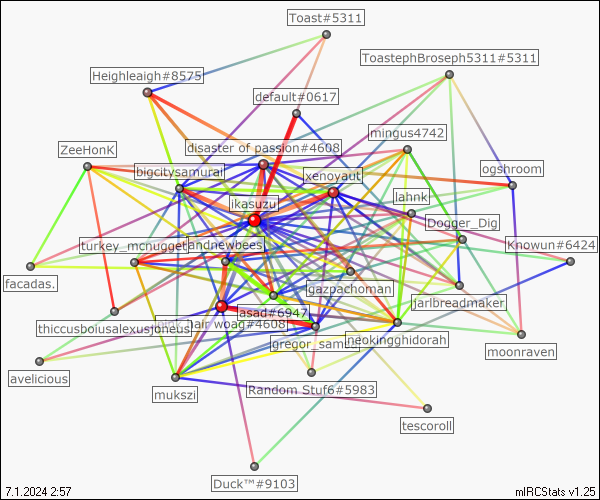 Toast#5311
ToastephBroseph5311#5311
Heighleigh#8575
default#0617
mingus4742
disaster of passion#4608
ZeeHonK
bigcitysamurai
xenoyaut
ogshroom
lahnk
ikasuzu
Dogger_Dig
turkey_mcnugget
andnewbees
Knowun#6424
facadas.
gazpachoman
jarlbreadmaker
asad#6947
thiccusboiusalexusjoneus
hair woag#4608
gregor_sam
neokingghidorah
moonraven
avelicious
mukszi
Random Stuf6#5983
tescoroll
Duck™#9103
7.1.2024 2:57
mIRCStats v1.25